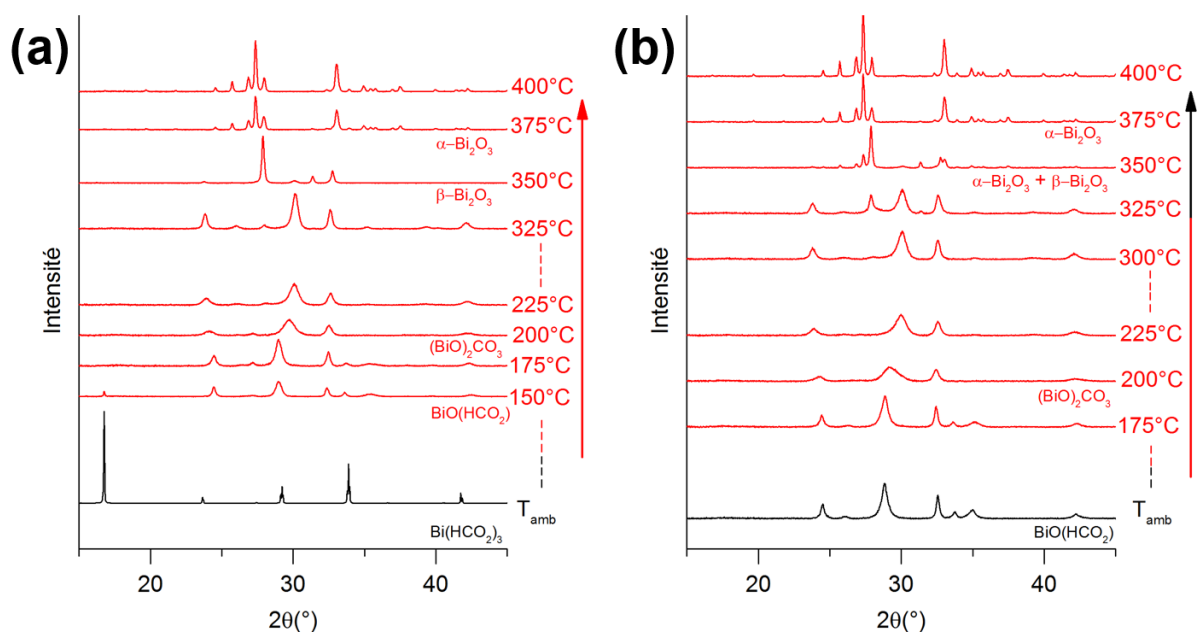 (a)
400°C
375°C
α–Bi₂O₃
350°C
β–Bi₂O₃
325°C
225°C
200°C
(BiO)₂CO₃
175°C
150°C
BiO(HCO₂)
T_amb
Bi(HCO₂)₃
Intensité
20 30 40
2θ(°)
(b)
400°C
375°C
α–Bi₂O₃
350°C
α–Bi₂O₃ + β–Bi₂O₃
325°C
300°C
225°C
200°C
(BiO)₂CO₃
175°C
T_amb
BiO(HCO₂)
Intensité
20 30 40
2θ(°)